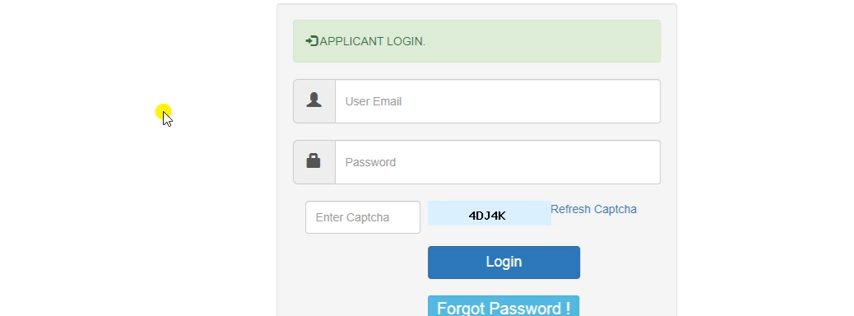 APPLICANT LOGIN.
User Email
Password
Enter Captcha 4DJ4K Refresh Captcha
Login
Forgot Password !